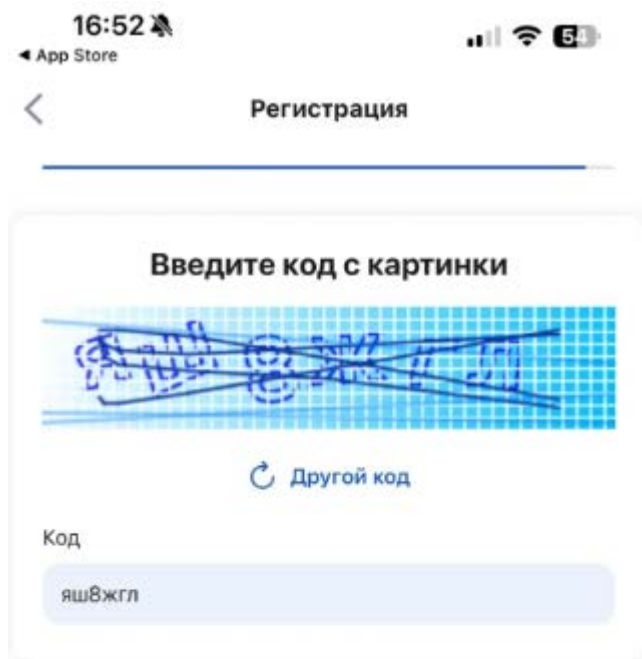 16:52
54
◄ App Store
Регистрация
Введите код с картинки
Другой код
Код
яш8жгл